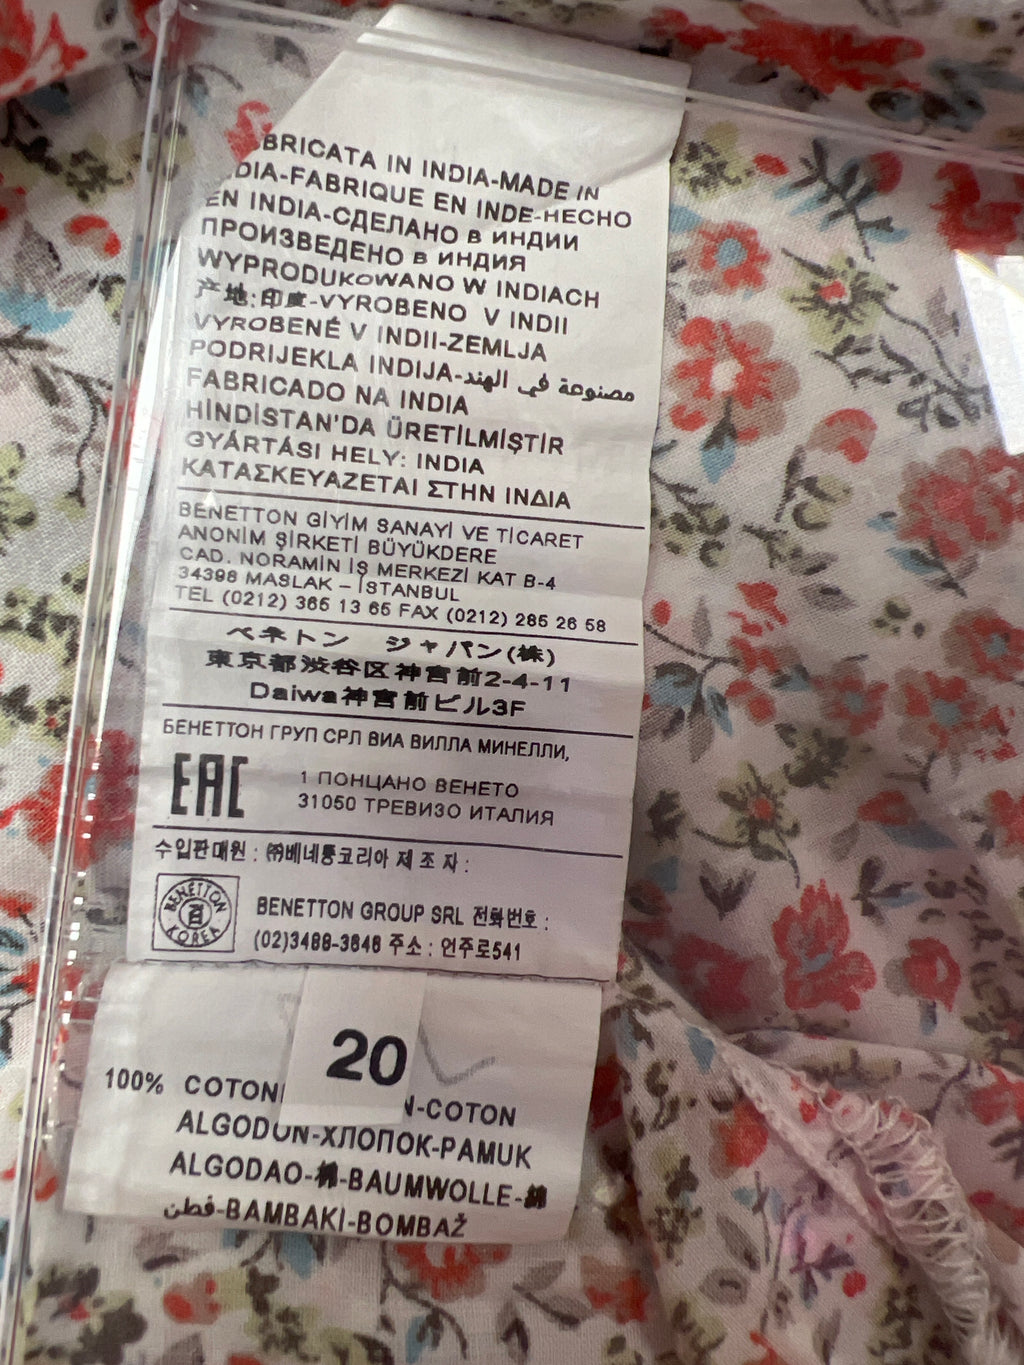 BRICATA IN INDIA-MADE IN
DIA-FABRIQUE EN INDE-HECHO
EN INDIA-СДЕЛАНО в ИНДИИ
ПРОИЗВЕДЕНО в ИНДИЯ
WYPRODUKOWANO W INDIACH
产地:印度-VYROBENO V INDII
VYROBENÉ V INDII-ZEMLJA
PODRIJEKLA INDIJA-مصنوعة في الهند
FABRICADO NA INDIA
HİNDİSTAN'DA ÜRETİLMİŞTİR
GYÁRTÁSI HELY: INDIA
ΚΑΤΑΣΚΕΥΑΖΕΤΑΙ ΣΤΗΝ ΙΝΔΙΑ
BENETTON GİYİM SANAYİ VE TİCARET
ANONİM ŞİRKETİ BÜYÜKDERE
CAD. NORAMİN İŞ MERKEZİ KAT B-4
34398 MASLAK – İSTANBUL
TEL (0212) 365 13 65 FAX (0212) 285 26 58
ベネトン ジャパン(株)
東京都渋谷区神宮前2-4-11
Daiwa神宮前ビル3F
БЕНЕТТОН ГРУП СРЛ ВИА ВИЛЛА МИНЕЛЛИ,
EAC
1 ПОНЦАНО ВЕНЕТО
31050 ТРЕВИЗО ИТАЛИЯ
수입판매원 : ㈜베네통코리아 제 조 자 :
BENETTON KOREA
BENETTON GROUP SRL 전화번호 :
(02)3488-3646 주소 : 언주로541
20
100% COTON N-COTON
ALGODON-ХЛОПОК-PAMUK
ALGODAO-棉-BAUMWOLLE-綿
قطن-BAMBAKI-BOMBAŽ